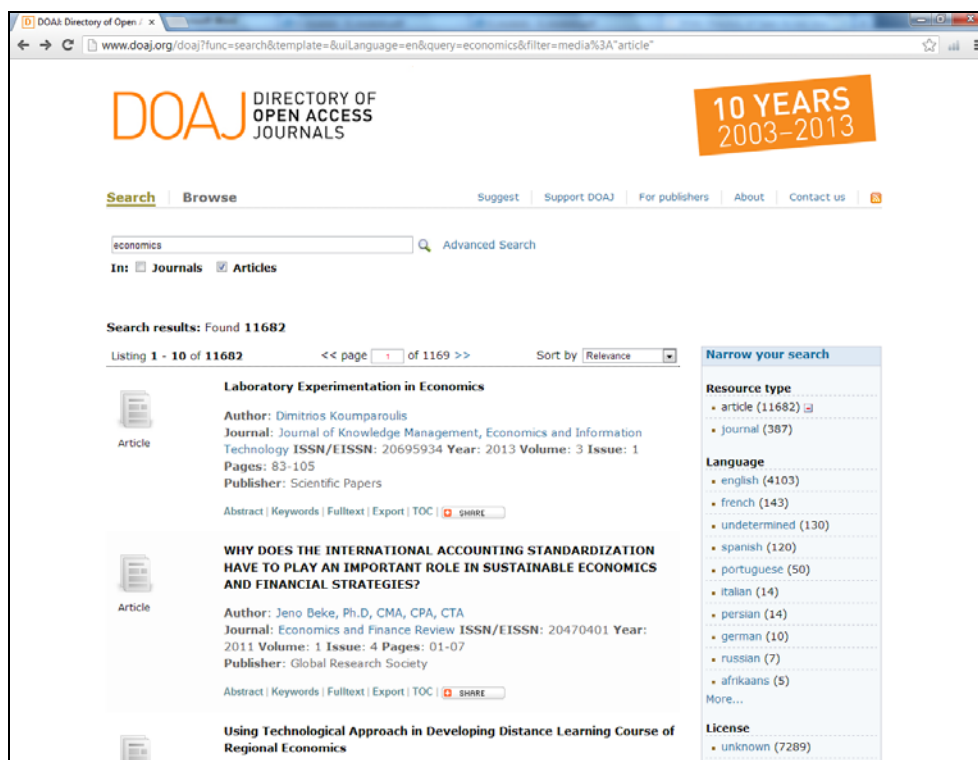 DOAJ: Directory of Open
www.doaj.org/doaj?func=search&template=&uiLanguage=en&query=economics&filter=media%3A"article"
DOAJ DIRECTORY OF
OPEN ACCESS
JOURNALS
10 YEARS
2003–2013
Search Browse Suggest Support DOAJ For publishers About Contact us
economics Advanced Search
In: Journals Articles
Search results: Found 11682
Listing 1 - 10 of 11682 << page 1 of 1169 >> Sort by Relevance
Laboratory Experimentation in Economics
Article
Author: Dimitrios Koumparoulis
Journal: Journal of Knowledge Management, Economics and Information
Technology ISSN/EISSN: 20695934 Year: 2013 Volume: 3 Issue: 1
Pages: 83-105
Publisher: Scientific Papers
Abstract | Keywords | Fulltext | Export | TOC | SHARE
WHY DOES THE INTERNATIONAL ACCOUNTING STANDARDIZATION
HAVE TO PLAY AN IMPORTANT ROLE IN SUSTAINABLE ECONOMICS
AND FINANCIAL STRATEGIES?
Article
Author: Jeno Beke, Ph.D, CMA, CPA, CTA
Journal: Economics and Finance Review ISSN/EISSN: 20470401 Year:
2011 Volume: 1 Issue: 4 Pages: 01-07
Publisher: Global Research Society
Abstract | Keywords | Fulltext | Export | TOC | SHARE
Using Technological Approach in Developing Distance Learning Course of
Regional Economics
Narrow your search
Resource type
article (11682)
journal (387)
Language
english (4103)
french (143)
undetermined (130)
spanish (120)
portuguese (50)
italian (14)
persian (14)
german (10)
russian (7)
afrikaans (5)
More...
License
unknown (7289)